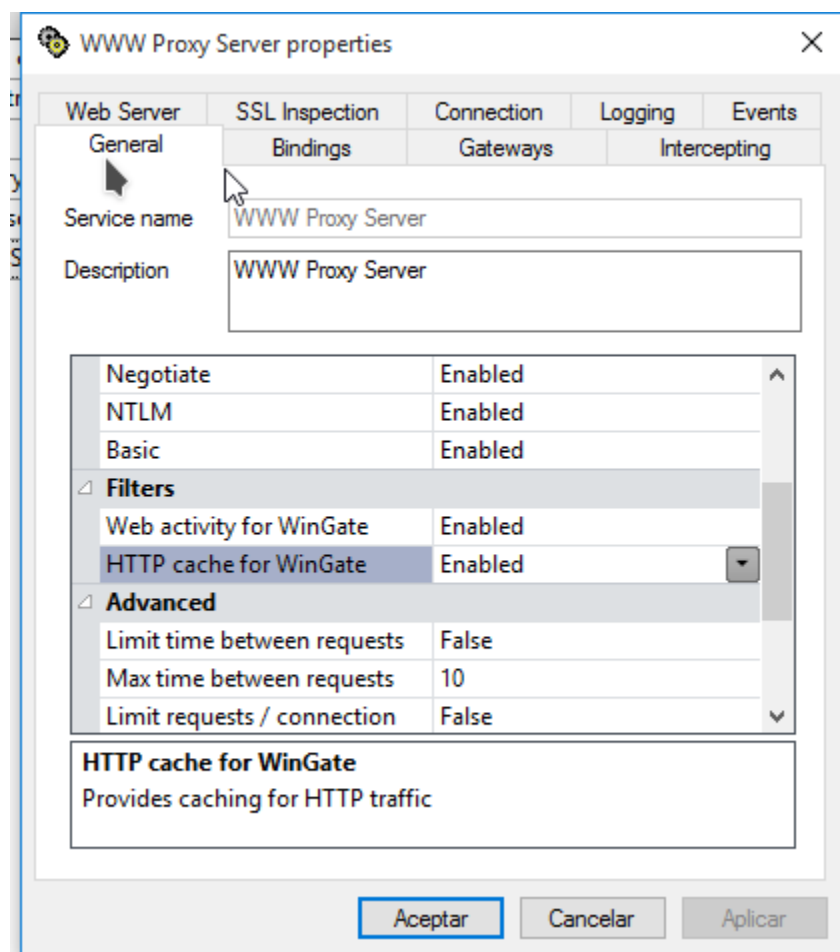 WWW Proxy Server properties
Web Server SSL Inspection Connection Logging Events
General Bindings Gateways Intercepting
Service name WWW Proxy Server
Description WWW Proxy Server
Negotiate Enabled
NTLM Enabled
Basic Enabled
Filters
Web activity for WinGate Enabled
HTTP cache for WinGate Enabled
Advanced
Limit time between requests False
Max time between requests 10
Limit requests / connection False
HTTP cache for WinGate
Provides caching for HTTP traffic
Aceptar Cancelar Aplicar